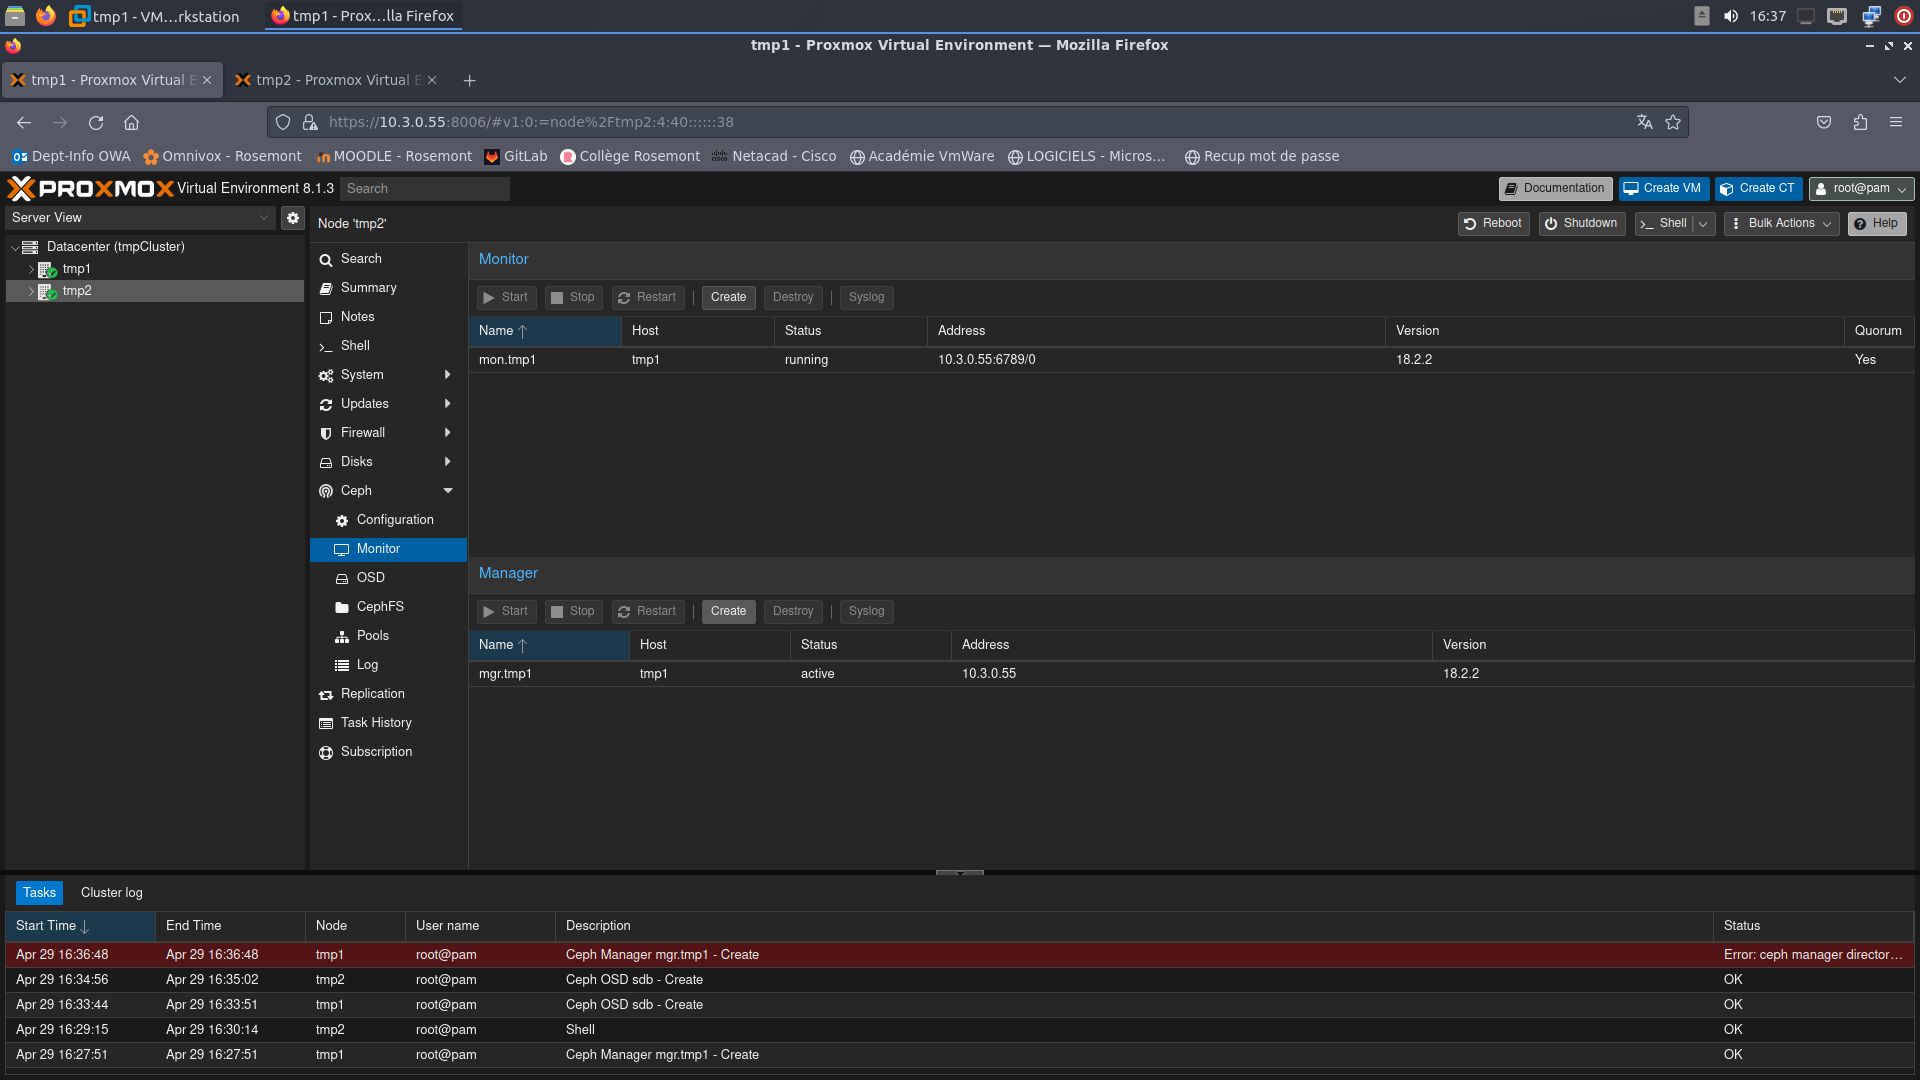 tmp1 - VM...rkstation
tmp1 - Prox...lla Firefox
16:37
tmp1 - Proxmox Virtual Environment — Mozilla Firefox
tmp1 - Proxmox Virtual E
tmp2 - Proxmox Virtual E
https://10.3.0.55:8006/#v1:0:=node%2Ftmp2:4:40::::::38
Dept-Info OWA
Omnivox - Rosemont
MOODLE - Rosemont
GitLab
Collège Rosemont
Netacad - Cisco
Académie VmWare
LOGICIELS - Micros...
Recup mot de passe
PROXMOX Virtual Environment 8.1.3
Search
Documentation
Create VM
Create CT
root@pam
Server View
Node 'tmp2'
Reboot
Shutdown
Shell
Bulk Actions
Help
Datacenter (tmpCluster)
tmp1
tmp2
Search
Summary
Notes
Shell
System
Updates
Firewall
Disks
Ceph
Configuration
Monitor
OSD
CephFS
Pools
Log
Replication
Task History
Subscription
Monitor
Start Stop Restart Create Destroy Syslog
Name Host Status Address Version Quorum
mon.tmp1 tmp1 running 10.3.0.55:6789/0 18.2.2 Yes
Manager
Start Stop Restart Create Destroy Syslog
Name Host Status Address Version
mgr.tmp1 tmp1 active 10.3.0.55 18.2.2
Tasks Cluster log
Start Time End Time Node User name Description Status
Apr 29 16:36:48 Apr 29 16:36:48 tmp1 root@pam Ceph Manager mgr.tmp1 - Create Error: ceph manager director...
Apr 29 16:34:56 Apr 29 16:35:02 tmp2 root@pam Ceph OSD sdb - Create OK
Apr 29 16:33:44 Apr 29 16:33:51 tmp1 root@pam Ceph OSD sdb - Create OK
Apr 29 16:29:15 Apr 29 16:30:14 tmp2 root@pam Shell OK
Apr 29 16:27:51 Apr 29 16:27:51 tmp1 root@pam Ceph Manager mgr.tmp1 - Create OK